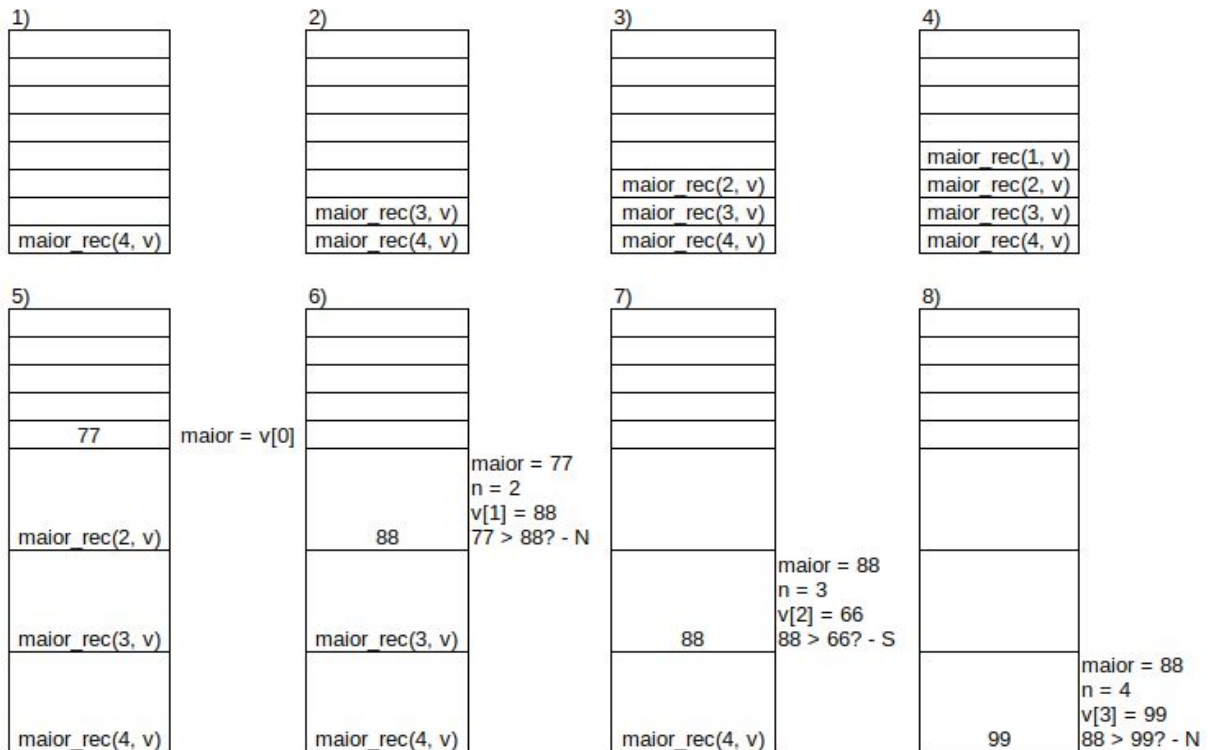 1)
2)
3)
4)
maior_rec(1, v)
maior_rec(2, v)
maior_rec(2, v)
maior_rec(3, v)
maior_rec(3, v)
maior_rec(3, v)
maior_rec(4, v)
maior_rec(4, v)
maior_rec(4, v)
maior_rec(4, v)
5)
6)
7)
8)
77
maior = v[0]
maior = 77
n = 2
v[1] = 88
maior_rec(2, v)
88
77 > 88? - N
maior = 88
n = 3
v[2] = 66
maior_rec(3, v)
maior_rec(3, v)
88
88 > 66? - S
maior = 88
n = 4
v[3] = 99
maior_rec(4, v)
maior_rec(4, v)
maior_rec(4, v)
99
88 > 99? - N